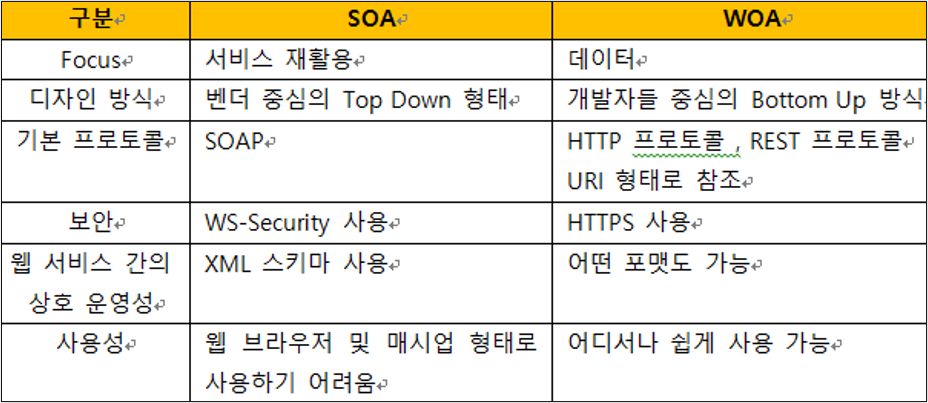 구분 SOA WOA
Focus 서비스 재활용 데이터
디자인 방식 벤더 중심의 Top Down 형태 개발자들 중심의 Bottom Up 방식
기본 프로토콜 SOAP HTTP 프로토콜 , REST 프로토콜
URI 형태로 참조
보안 WS-Security 사용 HTTPS 사용
웹 서비스 간의 XML 스키마 사용 어떤 포맷도 가능
상호 운영성
사용성 웹 브라우저 및 매시업 형태로 어디서나 쉽게 사용 가능
사용하기 어려움